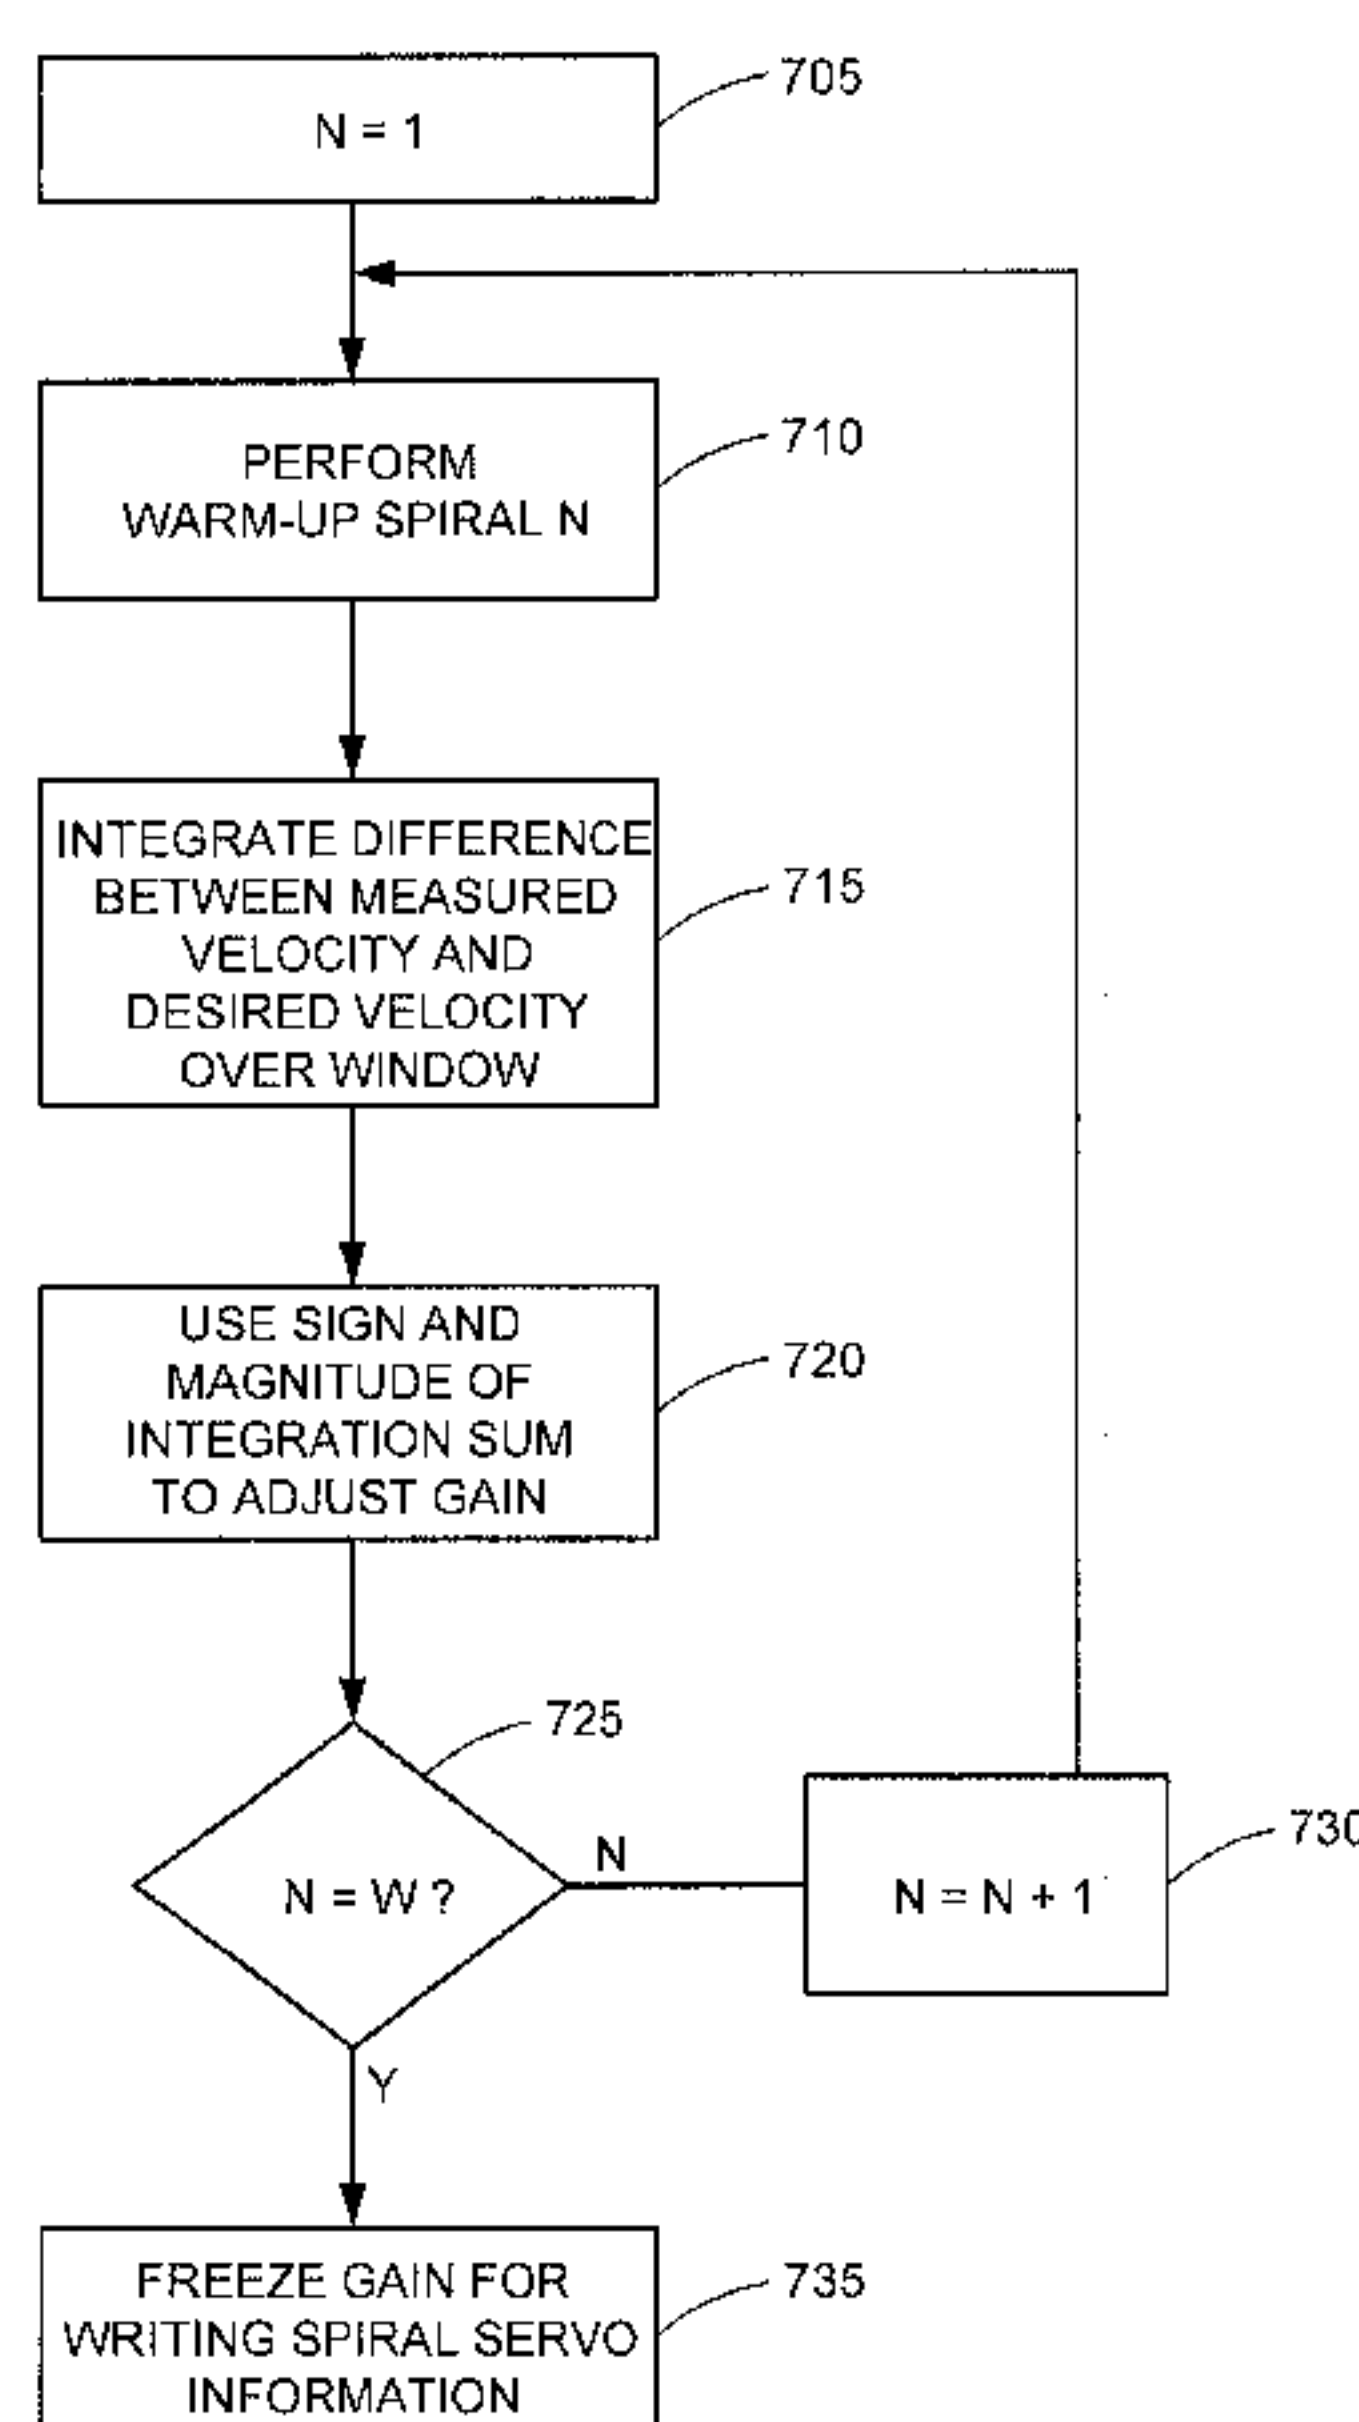 N = 1
705
PERFORM
WARM-UP SPIRAL N
710
INTEGRATE DIFFERENCE
BETWEEN MEASURED
VELOCITY AND
DESIRED VELOCITY
OVER WINDOW
715
USE SIGN AND
MAGNITUDE OF
INTEGRATION SUM
TO ADJUST GAIN
720
725
N = W ?
N
N = N + 1
730
Y
FREEZE GAIN FOR
WRITING SPIRAL SERVO
INFORMATION
735